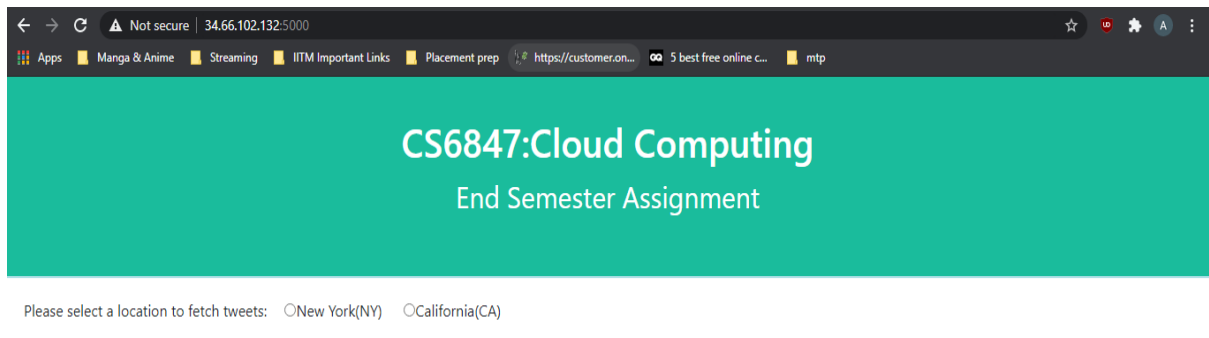 Not secure | 34.66.102.132:5000
Apps Manga & Anime Streaming IITM Important Links Placement prep https://customer.on... 5 best free online c... mtp
CS6847:Cloud Computing
End Semester Assignment
Please select a location to fetch tweets: New York(NY) California(CA)